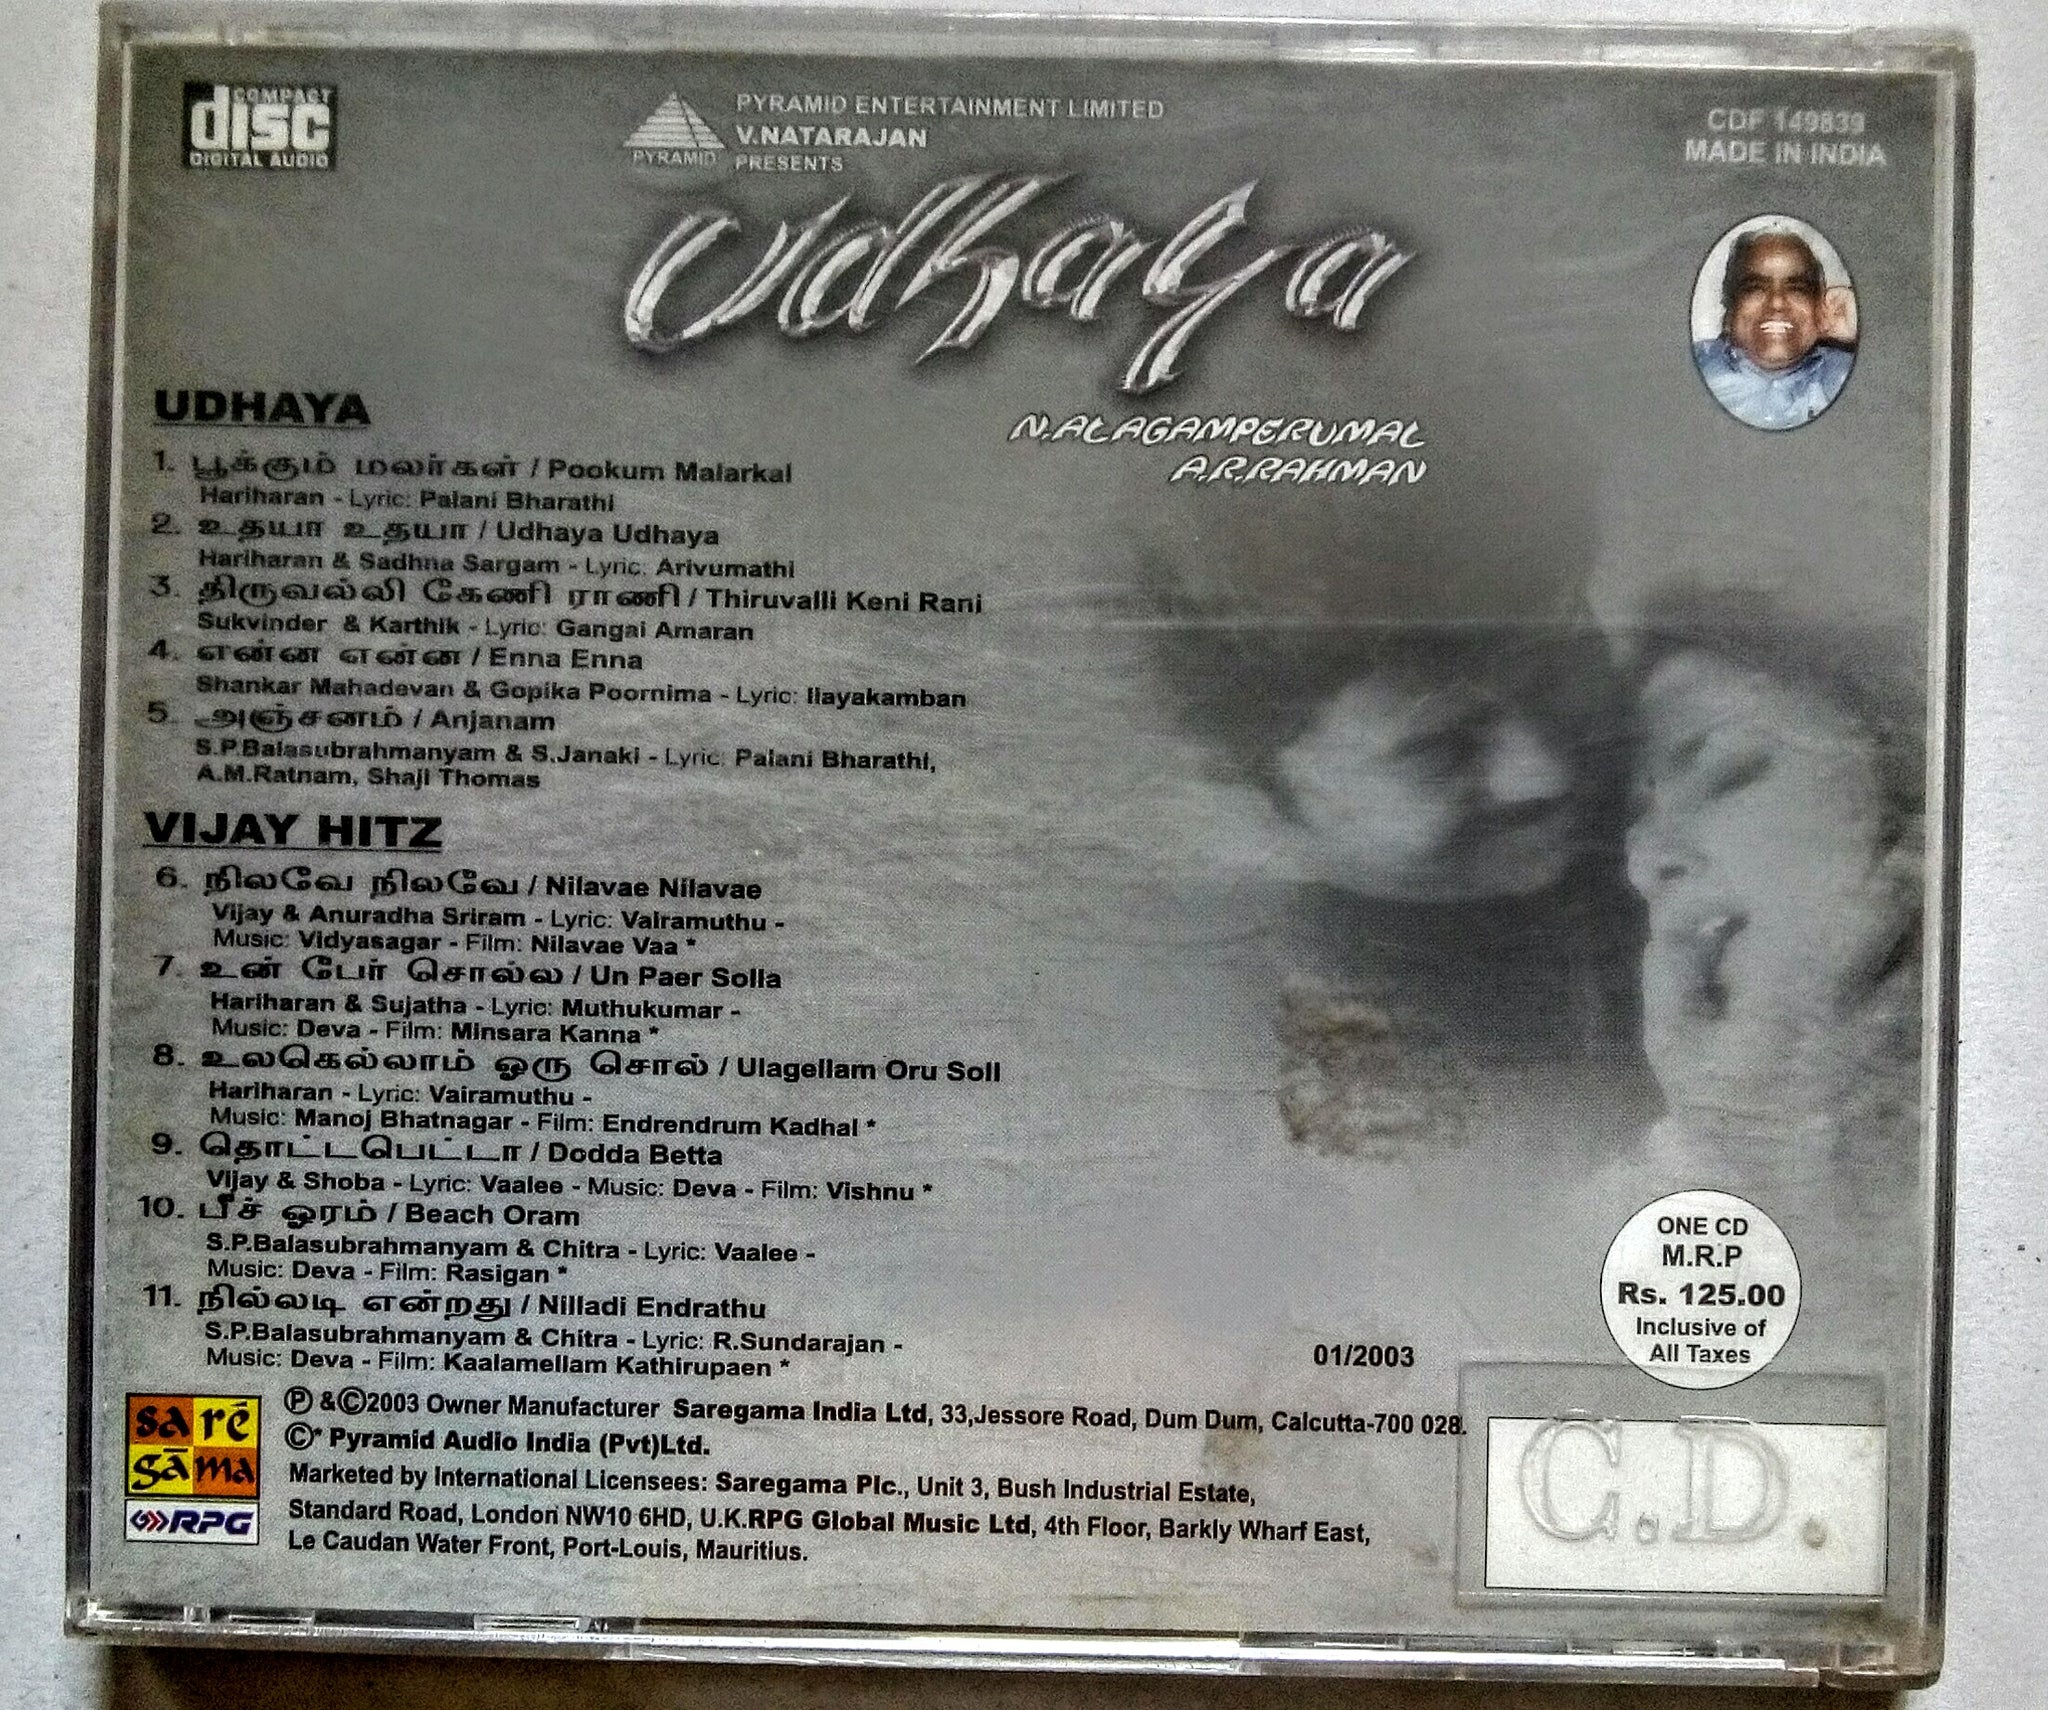 COMPACT
disc
DIGITAL AUDIO
PYRAMID
PYRAMID ENTERTAINMENT LIMITED
V.NATARAJAN
PRESENTS
CDF 149839
MADE IN INDIA
udhaya
N.ALAGAMPERUMAL
A.R.RAHMAN
UDHAYA
1. பூக்கும் மலர்கள் / Pookum Malarkal
Hariharan - Lyric: Palani Bharathi
2. உதயா உதயா / Udhaya Udhaya
Hariharan & Sadhna Sargam - Lyric: Arivumathi
3. திருவல்லி கேணி ராணி / Thiruvalli Keni Rani
Sukvinder & Karthik - Lyric: Gangai Amaran
4. என்ன என்ன / Enna Enna
Shankar Mahadevan & Gopika Poornima - Lyric: Ilayakamban
5. அஞ்சனம் / Anjanam
S.P.Balasubrahmanyam & S.Janaki - Lyric: Palani Bharathi,
A.M.Ratnam, Shaji Thomas
VIJAY HITZ
6. நிலவே நிலவே / Nilavae Nilavae
Vijay & Anuradha Sriram - Lyric: Vairamuthu -
Music: Vidyasagar - Film: Nilavae Vaa *
7. உன் பேர் சொல்ல / Un Paer Solla
Hariharan & Sujatha - Lyric: Muthukumar -
Music: Deva - Film: Minsara Kanna *
8. உலகெல்லாம் ஒரு சொல் / Ulagellam Oru Soll
Hariharan - Lyric: Vairamuthu -
Music: Manoj Bhatnagar - Film: Endrendrum Kadhal *
9. தொட்டபெட்டா / Dodda Betta
Vijay & Shoba - Lyric: Vaalee - Music: Deva - Film: Vishnu *
10. பீச் ஓரம் / Beach Oram
S.P.Balasubrahmanyam & Chitra - Lyric: Vaalee -
Music: Deva - Film: Rasigan *
11. நில்லடி என்றது / Nilladi Endrathu
S.P.Balasubrahmanyam & Chitra - Lyric: R.Sundarajan -
Music: Deva - Film: Kaalamellam Kathirupaen *
01/2003
ONE CD
M.R.P
Rs. 125.00
Inclusive of
All Taxes
sa ré
gā ma
RPG
Ⓟ &Ⓒ2003 Owner Manufacturer Saregama India Ltd, 33,Jessore Road, Dum Dum, Calcutta-700 028.
Ⓒ* Pyramid Audio India (Pvt)Ltd.
Marketed by International Licensees: Saregama Plc., Unit 3, Bush Industrial Estate,
Standard Road, London NW10 6HD, U.K.RPG Global Music Ltd, 4th Floor, Barkly Wharf East,
Le Caudan Water Front, Port-Louis, Mauritius.
C.D.